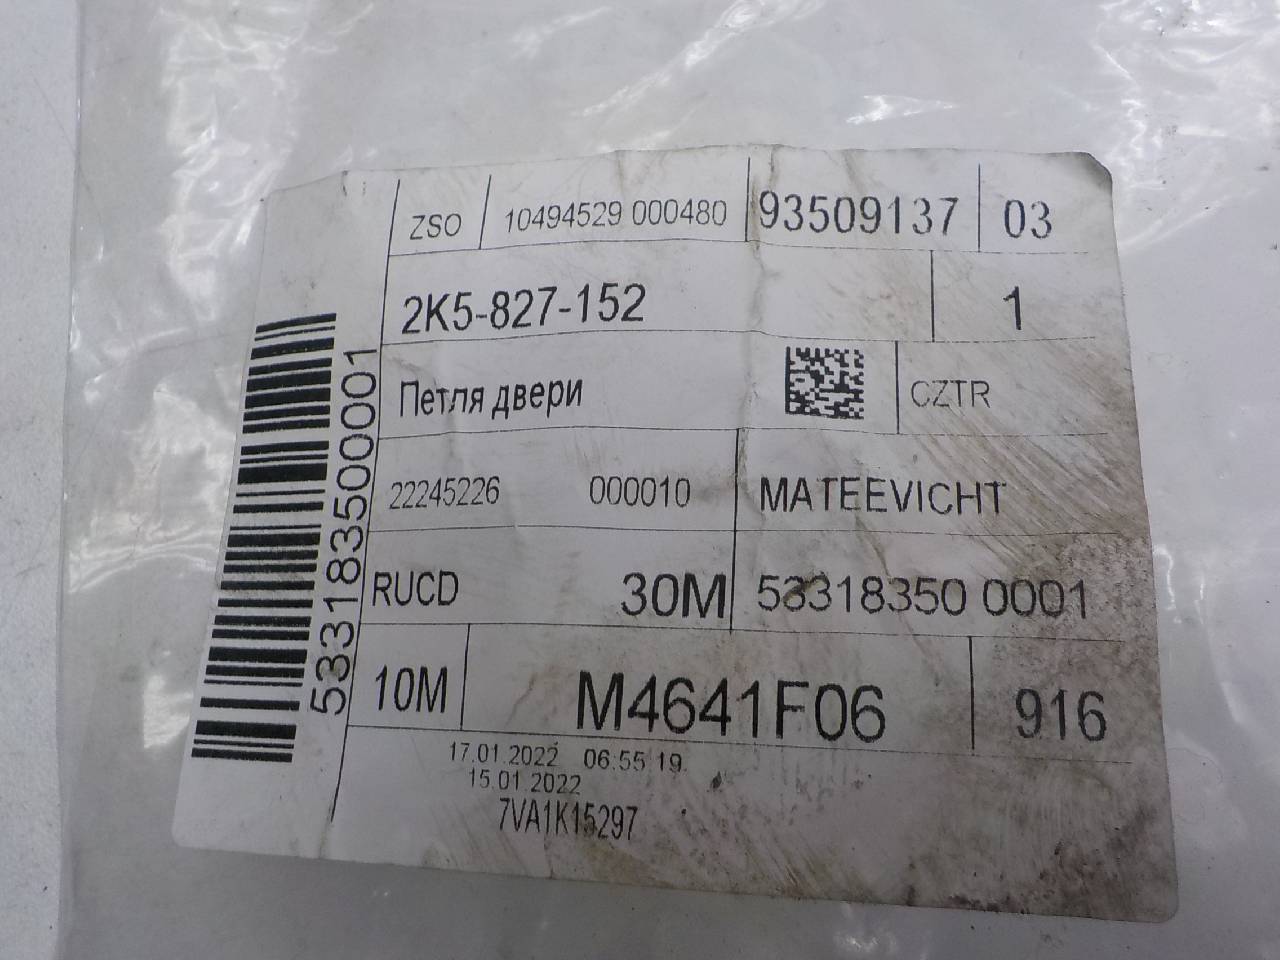 ZSO 10494529 000480 93509137 03
2K5-827-152 1
Петля двери CZTR
22245226 000010 MATEEVICHT
RUCD 30M 53318350 0001
10M M4641F06 916
17.01.2022 06:55:19
15.01.2022
7VA1K15297
533183500001